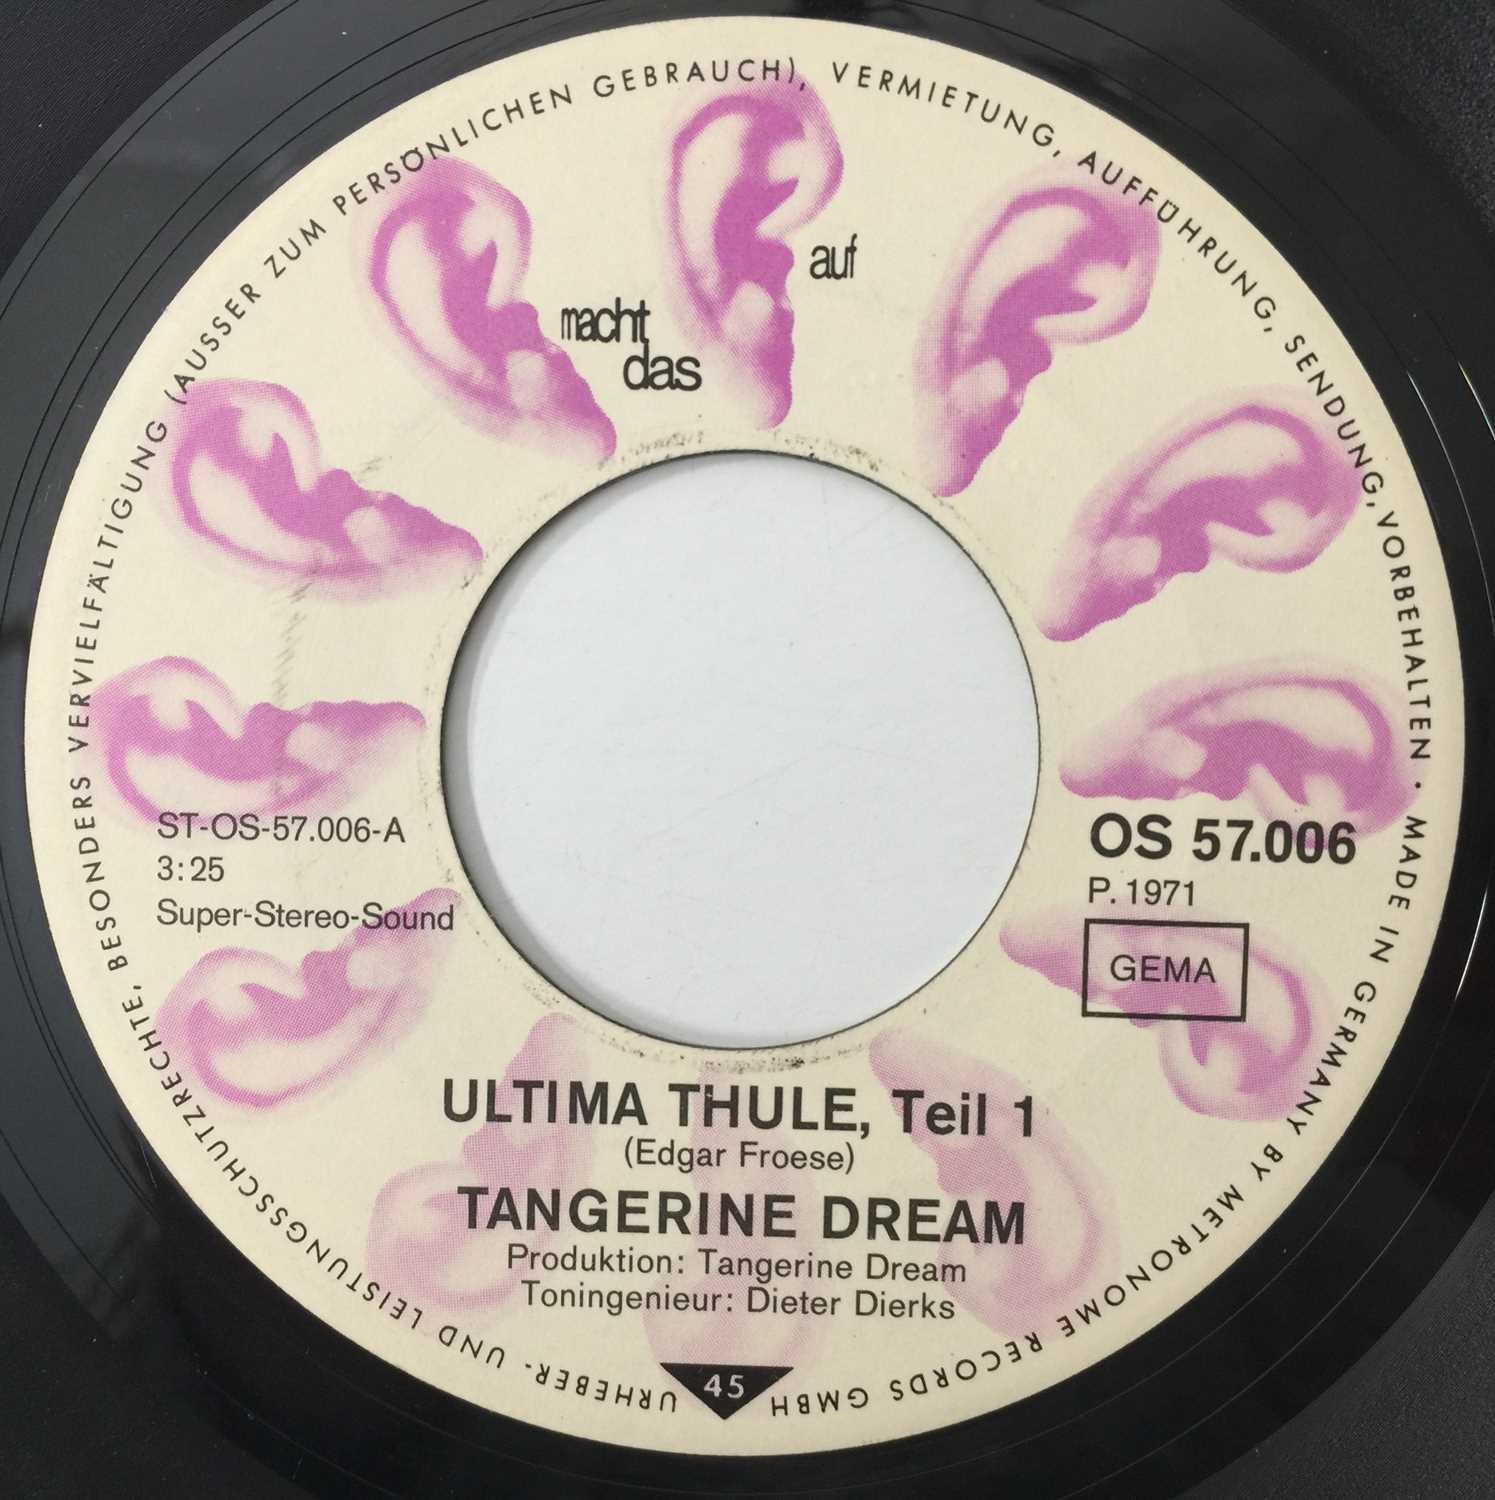 URHEBER- UND LEISTUNGSSCHUTZRECHTE, BESONDERS VERVIELFÄLTIGUNG (AUSSER ZUM PERSÖNLICHEN GEBRAUCH), VERMIETUNG, AUFFÜHRUNG, SENDUNG, VORBEHALTEN · MADE IN GERMANY BY METRONOME RECORDS GMBH
macht
das
auf
ST-OS-57.006-A
3:25
Super-Stereo-Sound
OS 57.006
P. 1971
GEMA
ULTIMA THULE, Teil 1
(Edgar Froese)
TANGERINE DREAM
Produktion: Tangerine Dream
Toningenieur: Dieter Dierks
45